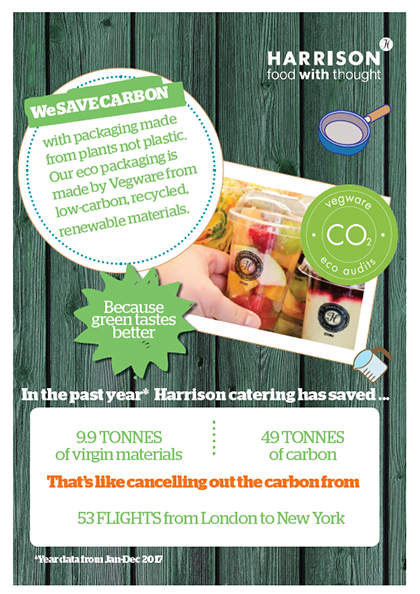 HARRISON
food with thought
We SAVE CARBON
with packaging made
from plants not plastic.
Our eco packaging is
made by Vegware from
low-carbon, recycled,
renewable materials.
vegware
CO2
eco audits
Because
green tastes
better
In the past year* Harrison catering has saved ...
9.9 TONNES
of virgin materials
49 TONNES
of carbon
That's like cancelling out the carbon from
53 FLIGHTS from London to New York
*Year data from Jan-Dec 2017